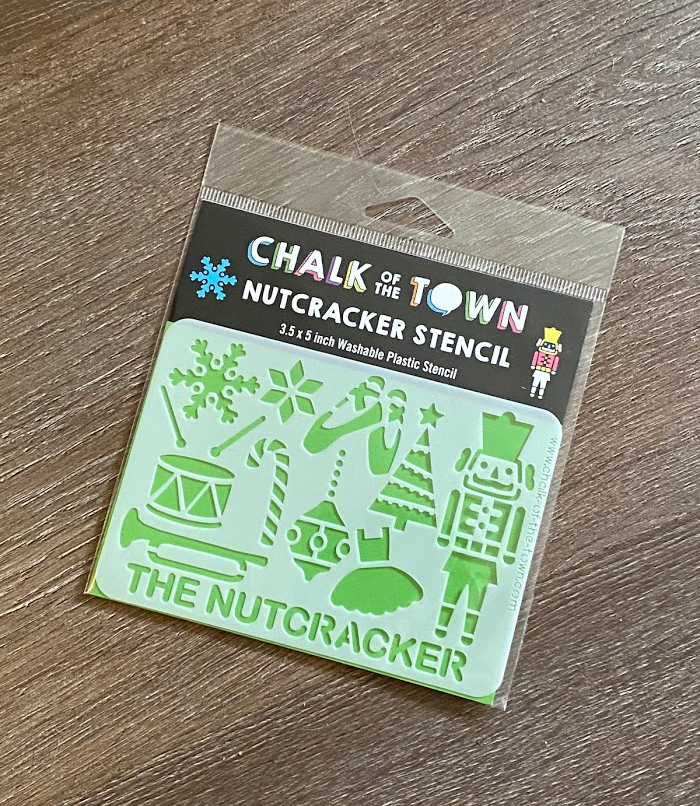 CHALK OF THE TOWN
NUTCRACKER STENCIL
3.5 x 5 inch Washable Plastic Stencil
www.chalk-of-the-town.com
THE NUTCRACKER